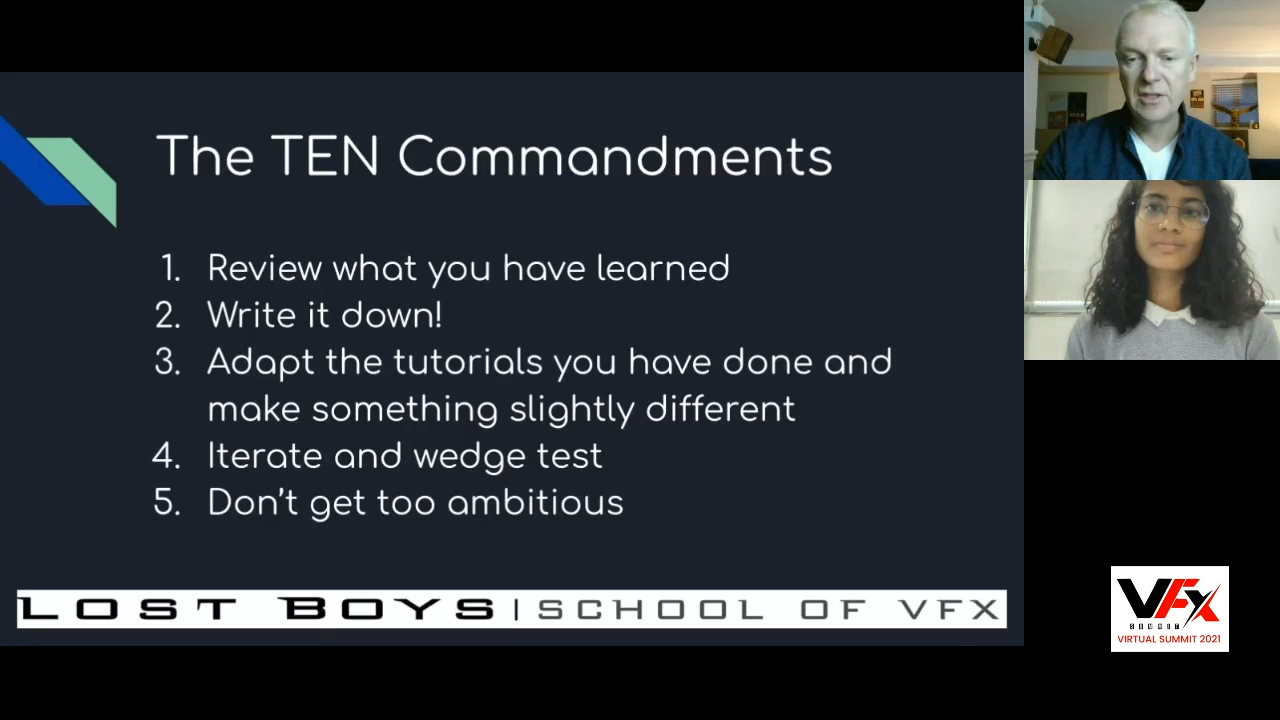 The TEN Commandments
1. Review what you have learned
2. Write it down!
3. Adapt the tutorials you have done and
make something slightly different
4. Iterate and wedge test
5. Don't get too ambitious
LOST BOYS | SCHOOL OF VFX
VFX
SUMMIT
VIRTUAL SUMMIT 2021